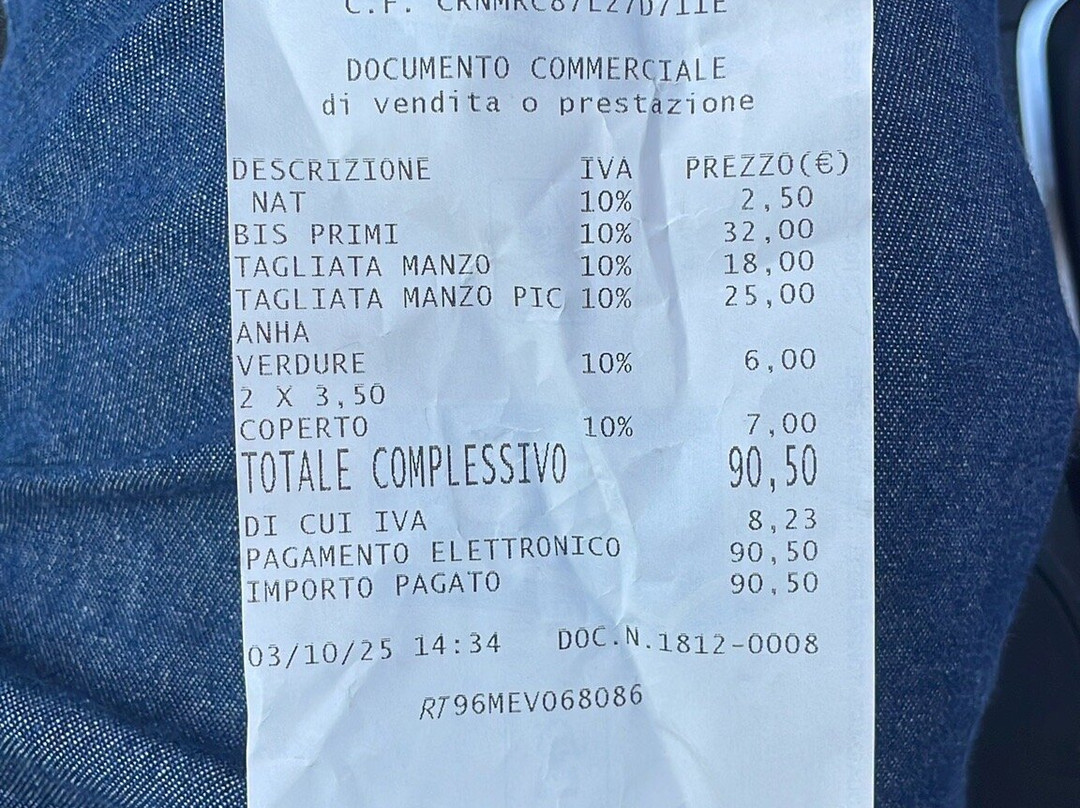 C.F. CRNMRC87L27D711E
DOCUMENTO COMMERCIALE
di vendita o prestazione
DESCRIZIONE IVA PREZZO(€)
NAT 10% 2,50
BIS PRIMI 10% 32,00
TAGLIATA MANZO 10% 18,00
TAGLIATA MANZO PIC 10% 25,00
ANHA
VERDURE 10% 6,00
2 X 3,50
COPERTO 10% 7,00
TOTALE COMPLESSIVO 90,50
DI CUI IVA 8,23
PAGAMENTO ELETTRONICO 90,50
IMPORTO PAGATO 90,50
03/10/25 14:34 DOC.N.1812-0008
RT96MEV068086